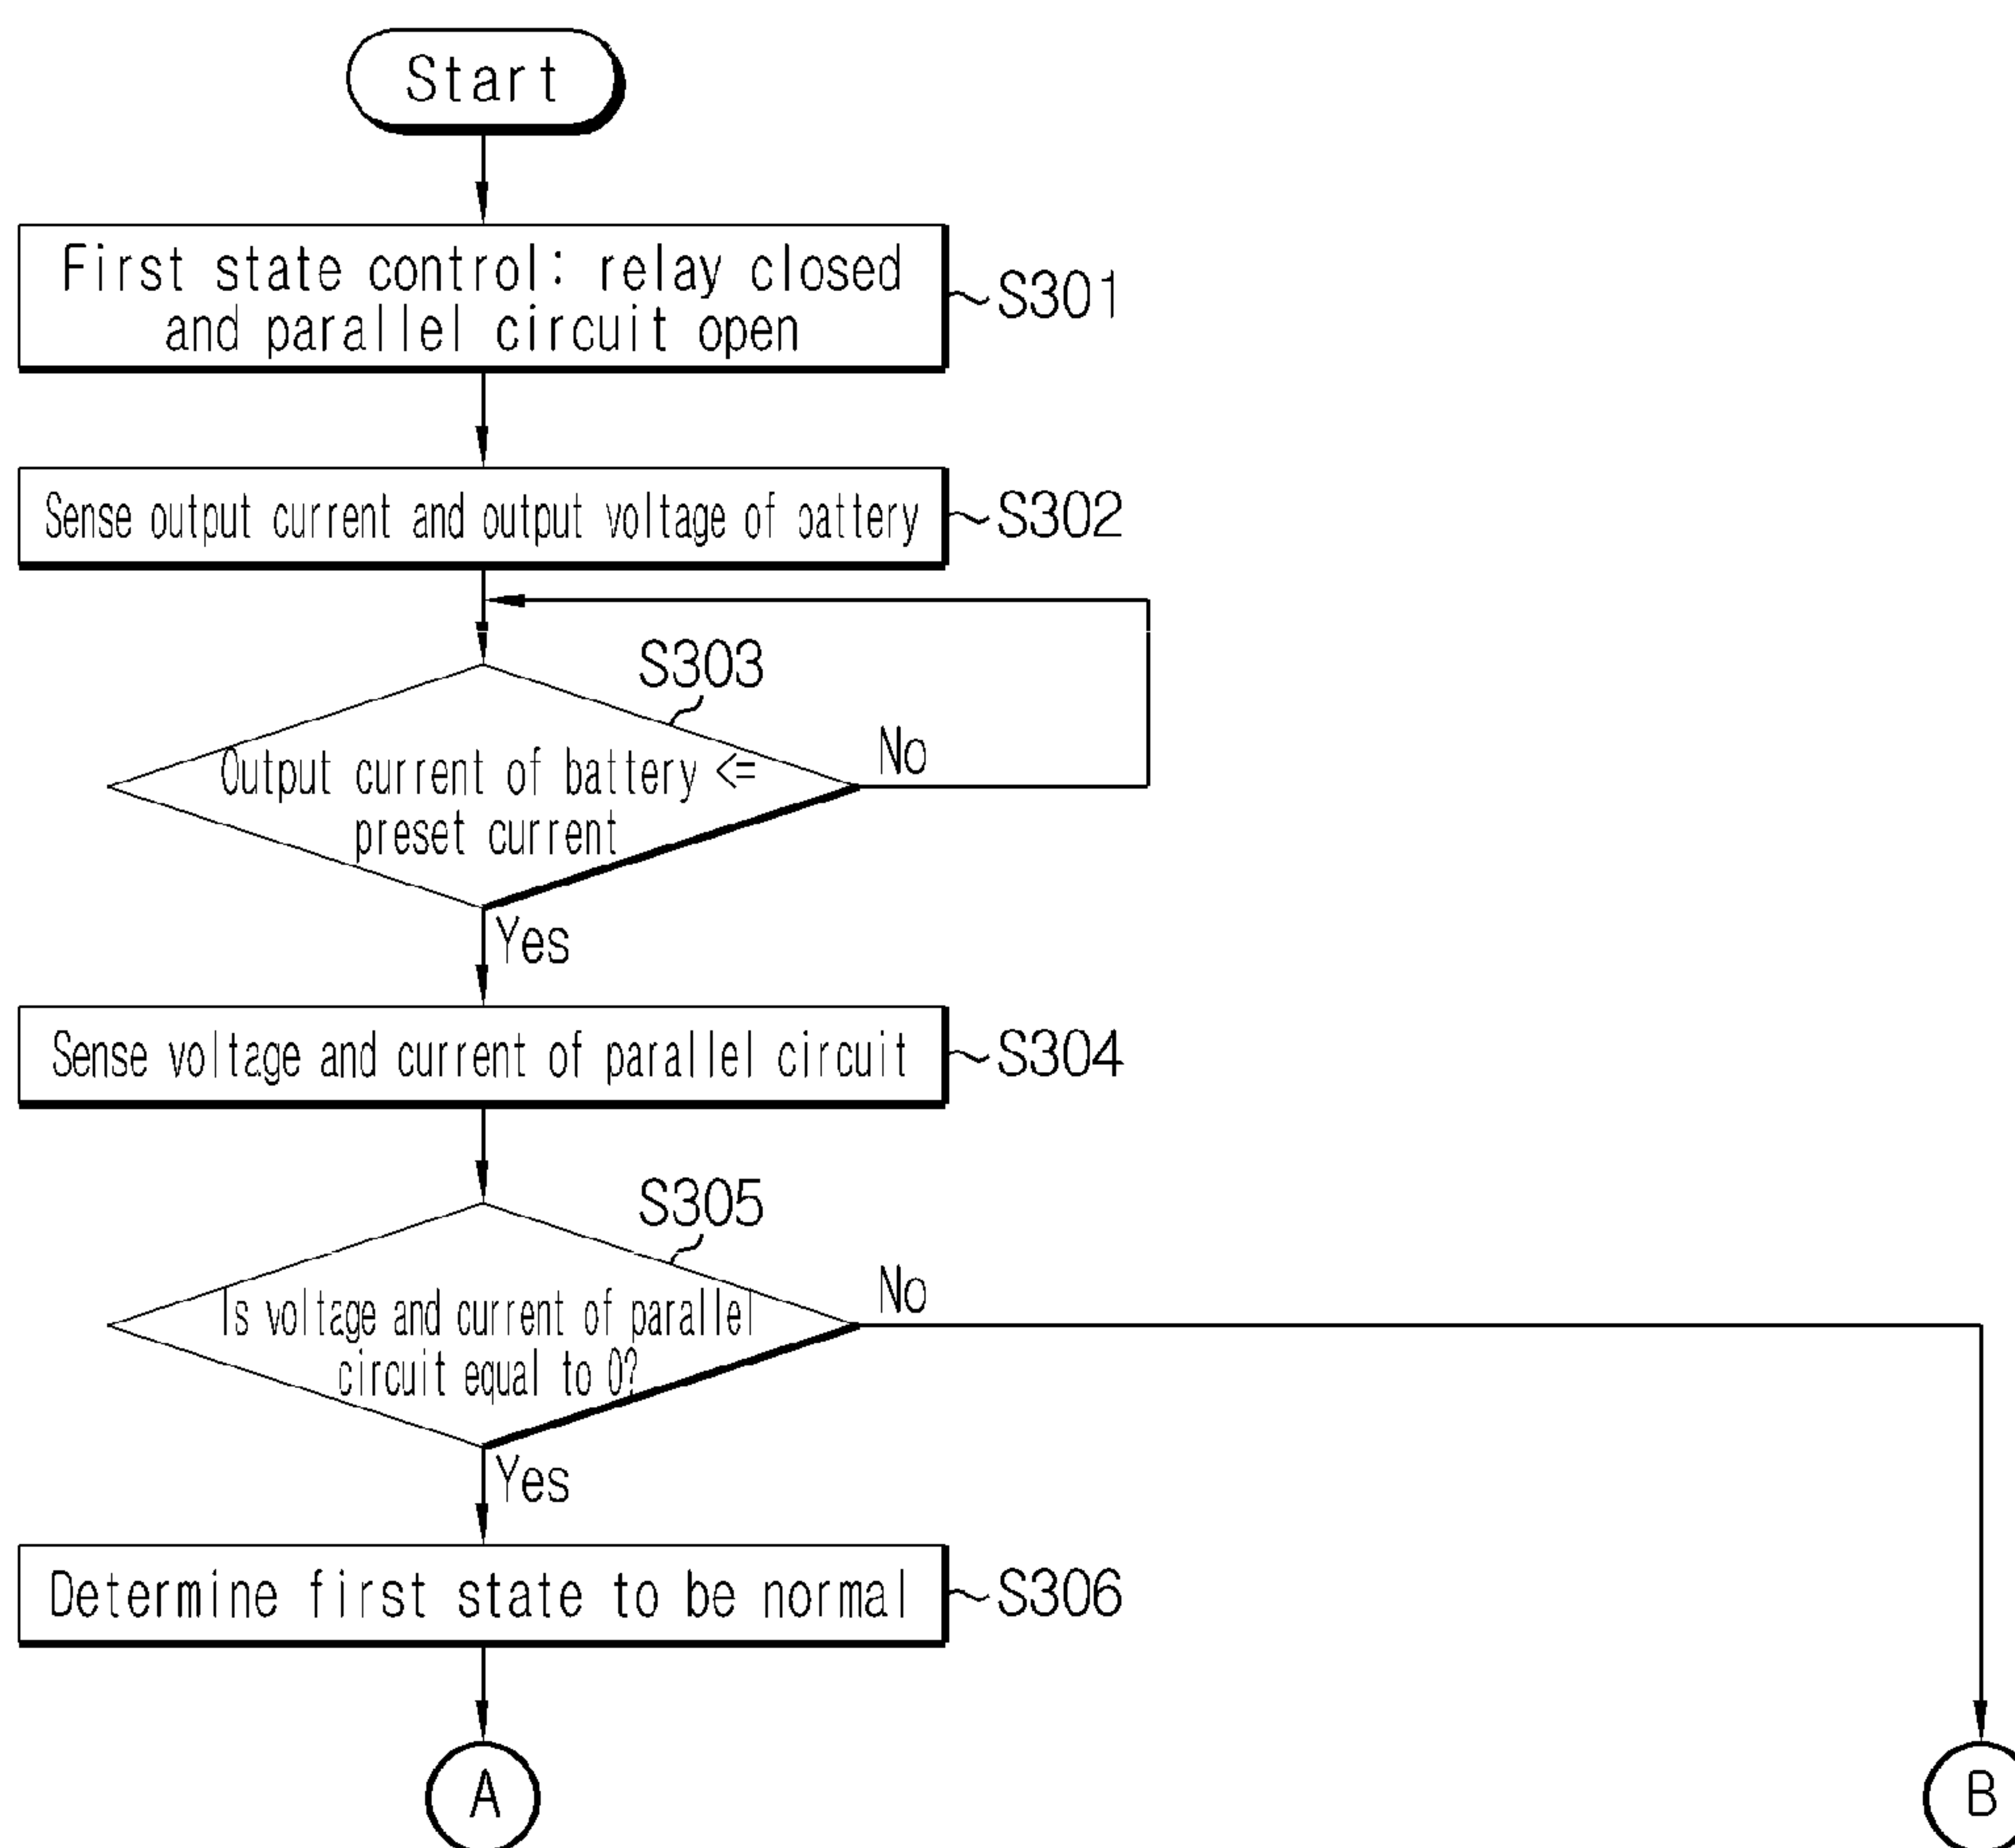 Start
First state control: relay closed
and parallel circuit open
S301
Sense output current and output voltage of battery
S302
S303
Output current of battery <=
preset current
No
Yes
Sense voltage and current of parallel circuit
S304
S305
Is voltage and current of parallel
circuit equal to 0?
No
Yes
Determine first state to be normal
S306
A
B